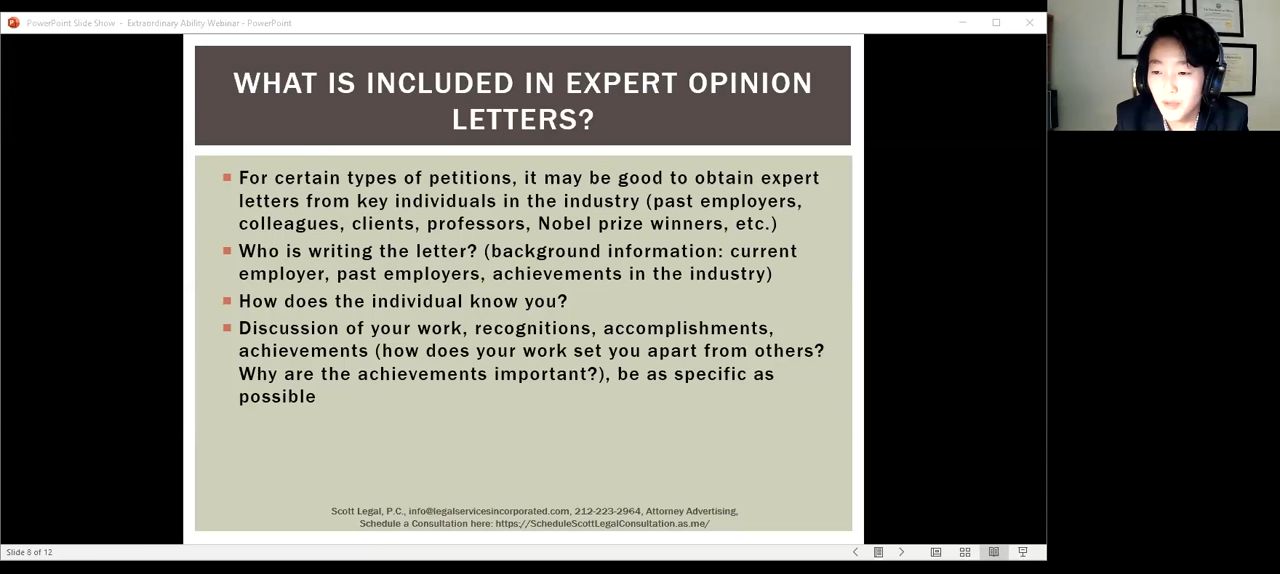 PowerPoint Slide Show - Extraordinary Ability Webinar - PowerPoint
WHAT IS INCLUDED IN EXPERT OPINION
LETTERS?
For certain types of petitions, it may be good to obtain expert
letters from key individuals in the industry (past employers,
colleagues, clients, professors, Nobel prize winners, etc.)
Who is writing the letter? (background information: current
employer, past employers, achievements in the industry)
How does the individual know you?
Discussion of your work, recognitions, accomplishments,
achievements (how does your work set you apart from others?
Why are the achievements important?), be as specific as
possible
Scott Legal, P.C., info@legalservicesincorporated.com, 212-223-2964, Attorney Advertising,
Schedule a Consultation here: https://ScheduleScottLegalConsultation.as.me/
Slide 8 of 12